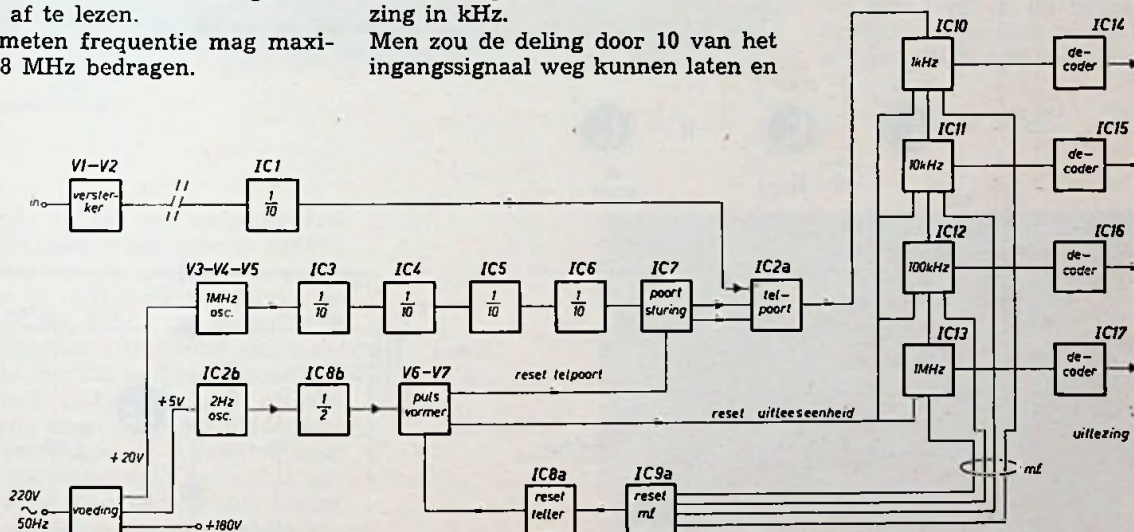 af te lezen.
meten frequentie mag maxi-
8 MHz bedragen.
zing in kHz.
Men zou de deling door 10 van het
ingangssignaal weg kunnen laten en
IC10
1kHz
IC14
de-
coder
IC11
10kHz
IC15
de-
coder
IC12
100kHz
IC16
de-
coder
IC13
1MHz
IC17
de-
coder
uitlezing
V1-V2
in
verster-
ker
IC1
1
10
V3-V4-V5
1MHz
osc.
IC3
1
10
IC4
1
10
IC5
1
10
IC6
1
10
IC7
poort
sturing
IC2a
tel-
poort
IC2b
2Hz
osc.
IC8b
1
2
V6-V7
puls
vormer
reset telpoort
reset uitleeseenheid
+5V
+20V
220V
50Hz
voeding
+180V
IC8a
reset
teller
IC9a
reset
m.f.
m.f.